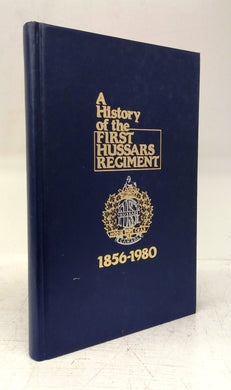 A
History
of the
FIRST
HUSSARS
REGIMENT
1856-1980